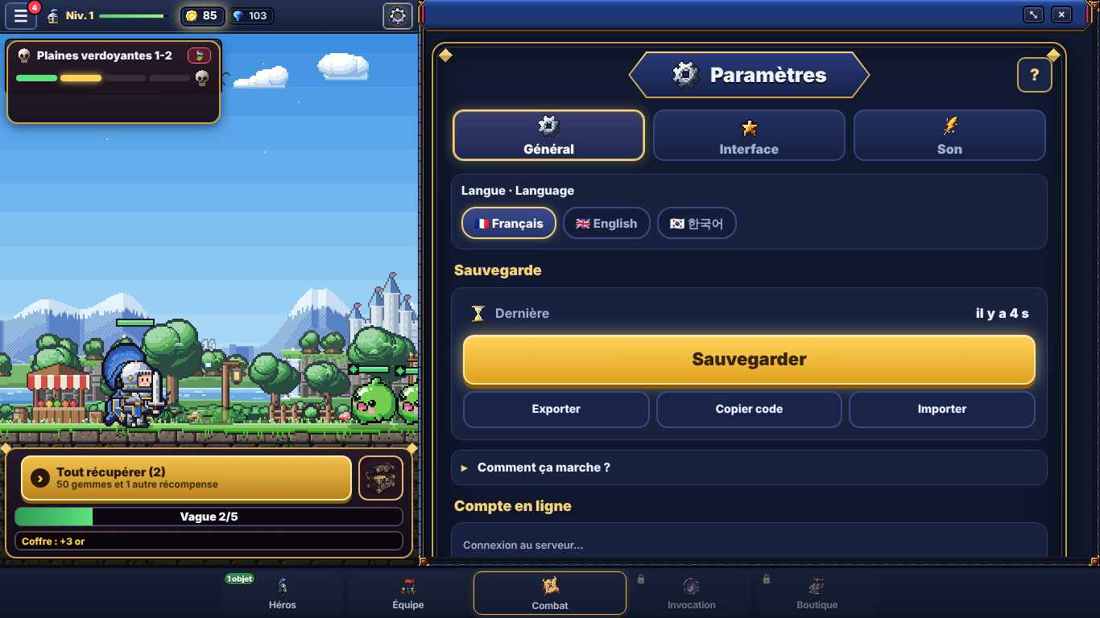 4
Niv. 1
85
103
Plaines verdoyantes 1-2
Paramètres
?
Général
Interface
Son
Langue · Language
Français
English
한국어
Sauvegarde
Dernière
il y a 4 s
Sauvegarder
Exporter
Copier code
Importer
Comment ça marche ?
Compte en ligne
Connexion au serveur...
Tout récupérer (2)
50 gemmes et 1 autre récompense
Vague 2/5
Coffre : +3 or
1 objet
Héros
Équipe
Combat
Invocation
Boutique